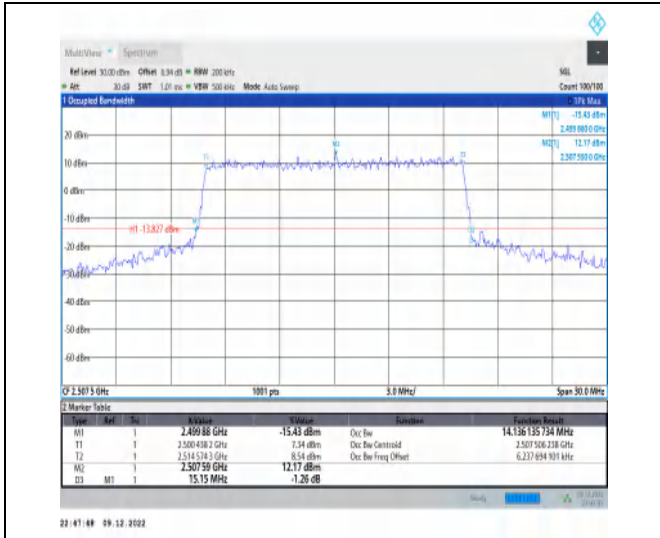 MultiView Spectrum
Ref Level 30.00 dBm Offset 8.34 dB RBW 200 kHz SGL
Att 30 dB SWT 1.01 ms VBW 500 kHz Mode Auto Sweep Count 100/100
1 Occupied Bandwidth 1Pk Max
M1[1] -15.43 dBm
2.499 880 0 GHz
20 dBm M2[1] 12.17 dBm
2.507 590 0 GHz
M2
T1 T2
10 dBm
0 dBm
-10 dBm
H1 -13.827 dBm
-20 dBm
-30 dBm
-40 dBm
-50 dBm
-60 dBm
CF 2.507 5 GHz 1001 pts 3.0 MHz/ Span 30.0 MHz
2 Marker Table
Type Ref Trc X-Value Y-Value Function Function Result
M1 1 2.499 88 GHz -15.43 dBm Occ Bw 14.136 135 734 MHz
T1 1 2.500 438 2 GHz 7.34 dBm Occ Bw Centroid 2.507 506 238 GHz
T2 1 2.514 574 3 GHz 8.54 dBm Occ Bw Freq Offset 6.237 694 101 kHz
M2 1 2.507 59 GHz 12.17 dBm
D3 M1 1 15.15 MHz -1.26 dB
Ready
22:47:48 09.12.2022